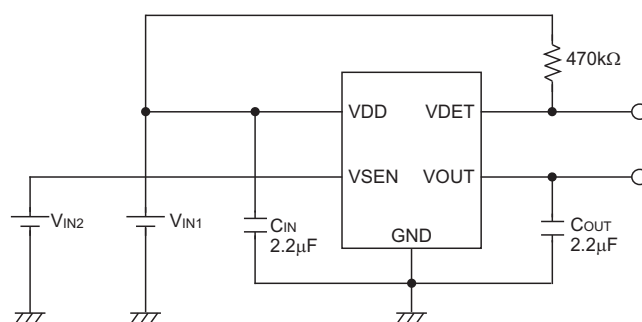 470kΩ
VDD
VDET
VSEN
VOUT
GND
VIN2
VIN1
CIN
2.2μF
COUT
2.2μF